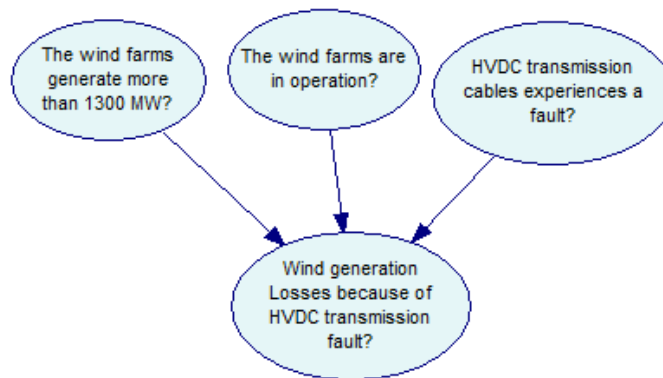 The wind farms
generate more
than 1300 MW?
The wind farms are
in operation?
HVDC transmission
cables experiences a
fault?
Wind generation
Losses because of
HVDC transmission
fault?